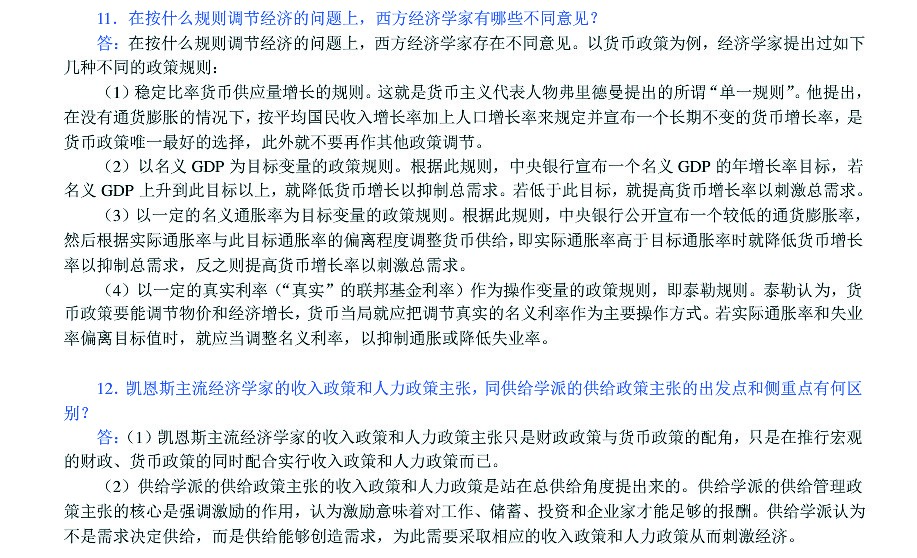 11．在按什么规则调节经济的问题上，西方经济学家有哪些不同意见？
答：在按什么规则调节经济的问题上，西方经济学家存在不同意见。以货币政策为例，经济学家提出过如下
几种不同的政策规则：
（1）稳定比率货币供应量增长的规则。这就是货币主义代表人物弗里德曼提出的所谓“单一规则”。他提出，
在没有通货膨胀的情况下，按平均国民收入增长率加上人口增长率来规定并宣布一个长期不变的货币增长率，是
货币政策唯一最好的选择，此外就不要再作其他政策调节。
（2）以名义 GDP 为目标变量的政策规则。根据此规则，中央银行宣布一个名义 GDP 的年增长率目标，若
名义 GDP 上升到此目标以上，就降低货币增长以抑制总需求。若低于此目标，就提高货币增长率以刺激总需求。
（3）以一定的名义通胀率为目标变量的政策规则。根据此规则，中央银行公开宣布一个较低的通货膨胀率，
然后根据实际通胀率与此目标通胀率的偏离程度调整货币供给，即实际通胀率高于目标通胀率时就降低货币增长
率以抑制总需求，反之则提高货币增长率以刺激总需求。
（4）以一定的真实利率（“真实”的联邦基金利率）作为操作变量的政策规则，即泰勒规则。泰勒认为，货
币政策要能调节物价和经济增长，货币当局就应把调节真实的名义利率作为主要操作方式。若实际通胀率和失业
率偏离目标值时，就应当调整名义利率，以抑制通胀或降低失业率。
12．凯恩斯主流经济学家的收入政策和人力政策主张，同供给学派的供给政策主张的出发点和侧重点有何区
别？
答：（1）凯恩斯主流经济学家的收入政策和人力政策主张只是财政政策与货币政策的配角，只是在推行宏观
的财政、货币政策的同时配合实行收入政策和人力政策而已。
（2）供给学派的供给政策主张的收入政策和人力政策是站在总供给角度提出来的。供给学派的供给管理政
策主张的核心是强调激励的作用，认为激励意味着对工作、储蓄、投资和企业家才能足够的报酬。供给学派认为
不是需求决定供给，而是供给能够创造需求，为此需要采取相应的收入政策和人力政策从而刺激经济。